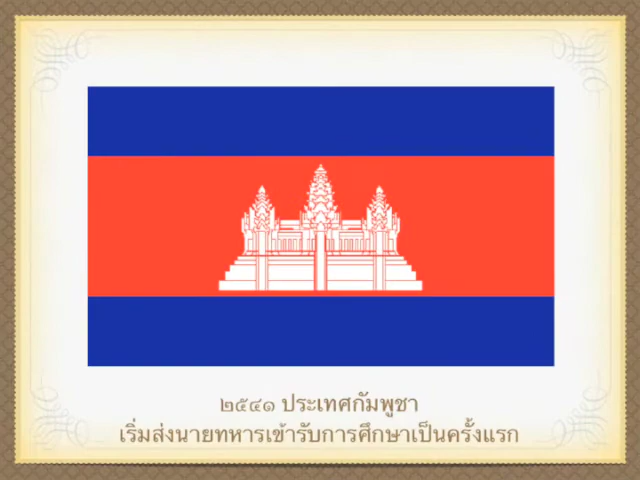 ๒๕๔๑ ประเทศกัมพูชา
เริ่มส่งนายทหารเข้ารับการศึกษาเป็นครั้งแรก